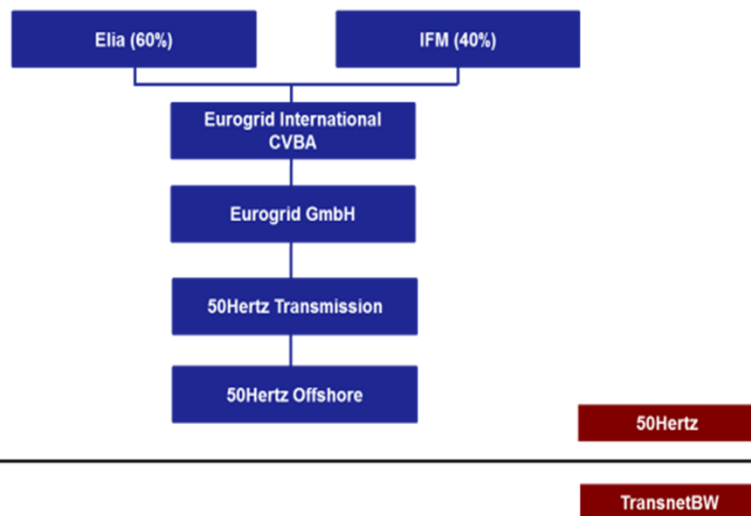 Elia (60%)
IFM (40%)
Eurogrid International
CVBA
Eurogrid GmbH
50Hertz Transmission
50Hertz Offshore
50Hertz
TransnetBW